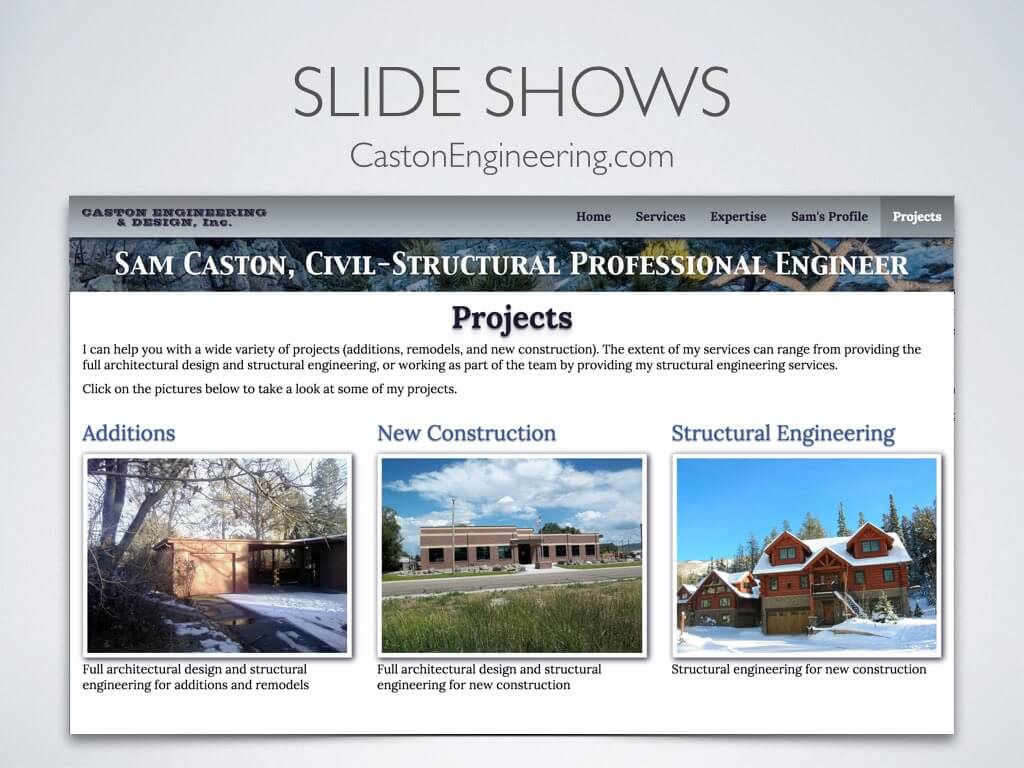 SLIDE SHOWS
CastonEngineering.com
CASTON ENGINEERING
& DESIGN, Inc.
Home Services Expertise Sam's Profile Projects
Sam Caston, Civil-Structural Professional Engineer
Projects
I can help you with a wide variety of projects (additions, remodels, and new construction). The extent of my services can range from providing the
full architectural design and structural engineering, or working as part of the team by providing my structural engineering services.
Click on the pictures below to take a look at some of my projects.
Additions
Full architectural design and structural
engineering for additions and remodels
New Construction
Full architectural design and structural
engineering for new construction
Structural Engineering
Structural engineering for new construction